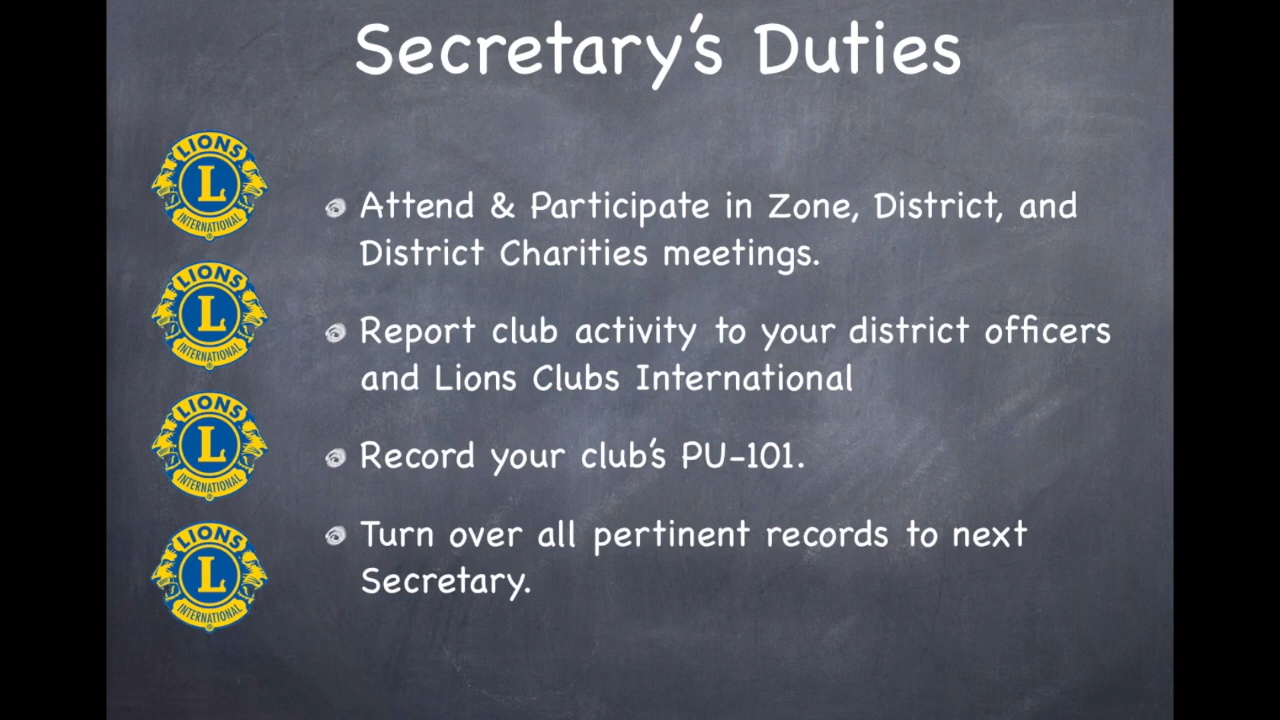 Secretary's Duties
LIONS
L
INTERNATIONAL
LIONS
L
INTERNATIONAL
LIONS
L
INTERNATIONAL
LIONS
L
INTERNATIONAL
Attend & Participate in Zone, District, and
District Charities meetings.
Report club activity to your district officers
and Lions Clubs International
Record your club's PU-101.
Turn over all pertinent records to next
Secretary.